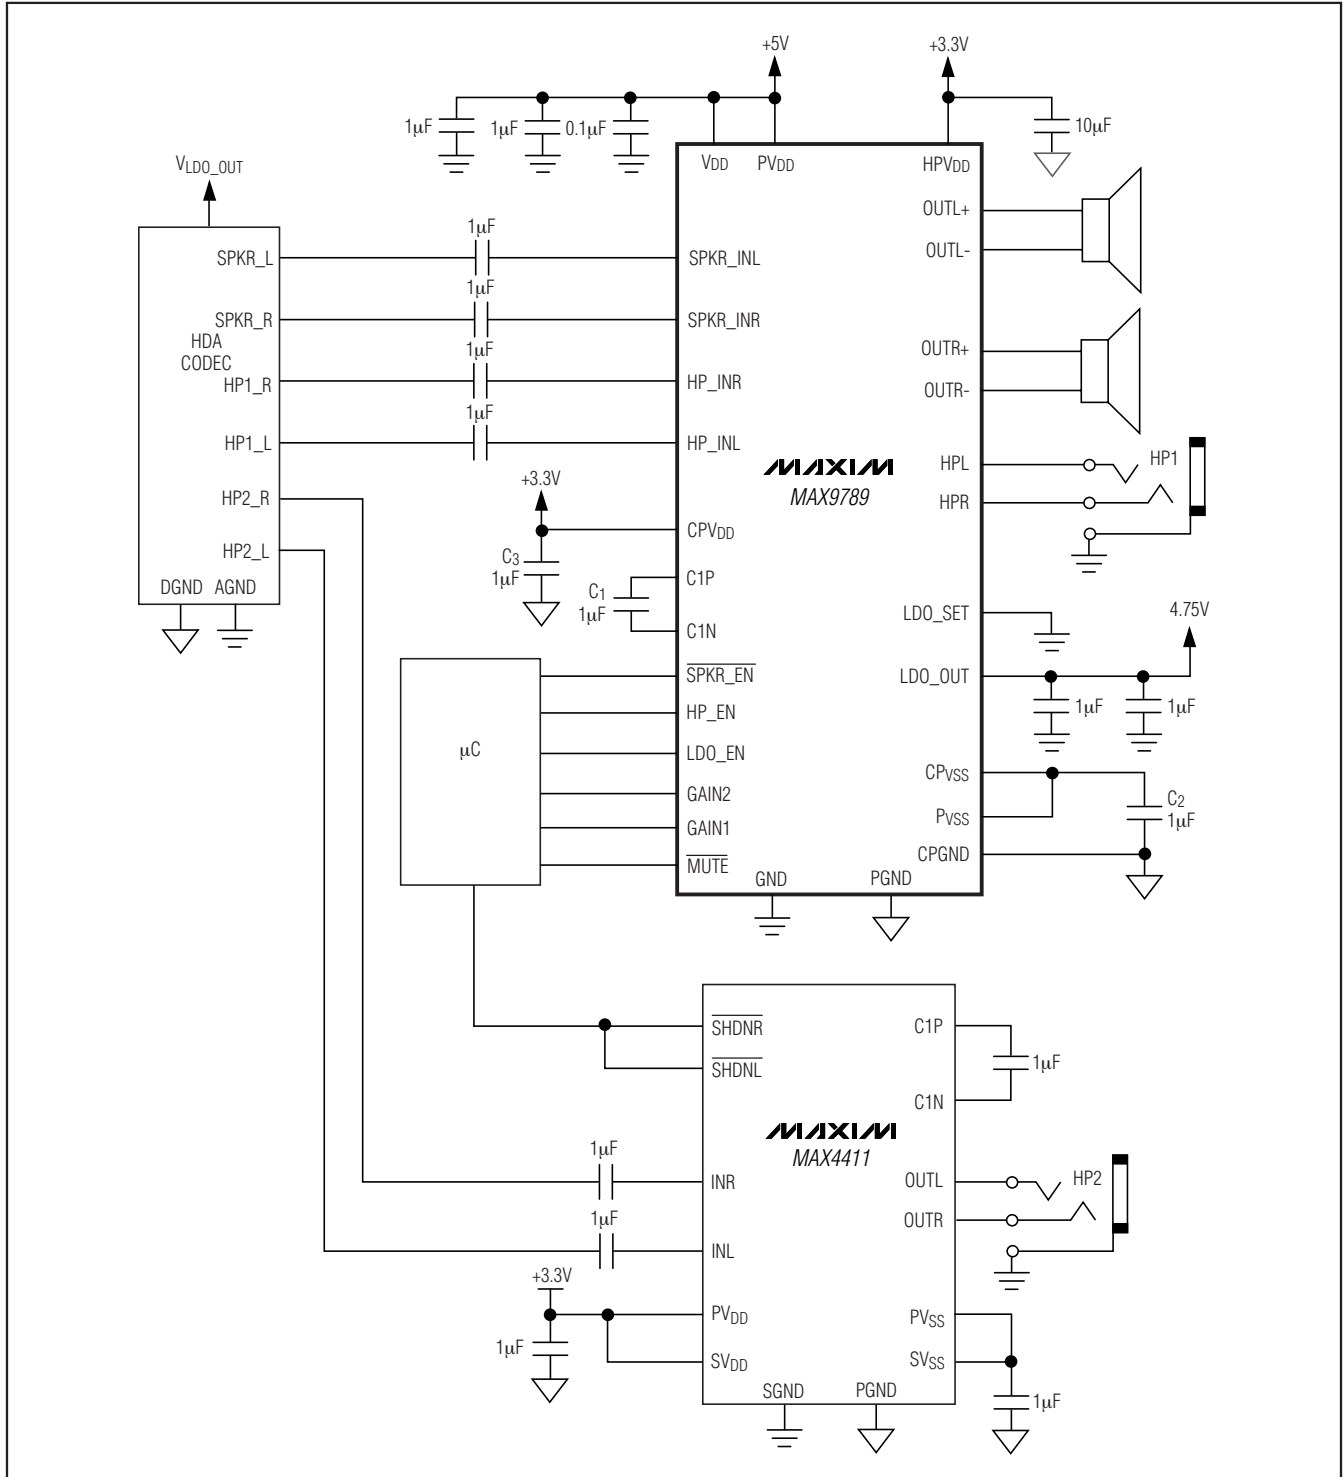 +5V
+3.3V
1µF
1µF
0.1µF
10µF
VDD
PVDD
HPVDD
VLDO_OUT
OUTL+
OUTL-
1µF
SPKR_L
SPKR_INL
1µF
SPKR_R
SPKR_INR
HDA
CODEC
1µF
OUTR+
OUTR-
HP1_R
HP_INR
1µF
HP1_L
HP_INL
MAXIM
MAX9789
HPL
HP1
HPR
HP2_R
+3.3V
CPVDD
HP2_L
C3
1µF
DGND
AGND
C1P
C1
1µF
C1N
LDO_SET
4.75V
SPKR_EN
LDO_OUT
HP_EN
1µF
1µF
µC
LDO_EN
GAIN2
GAIN1
MUTE
CPVSS
PVSS
C2
1µF
CPGND
GND
PGND
SHDNR
SHDNL
C1P
1µF
C1N
MAXIM
MAX4411
1µF
INR
OUTL
HP2
1µF
OUTR
INL
+3.3V
PVDD
PVSS
1µF
SVDD
SVSS
SGND
PGND
1µF